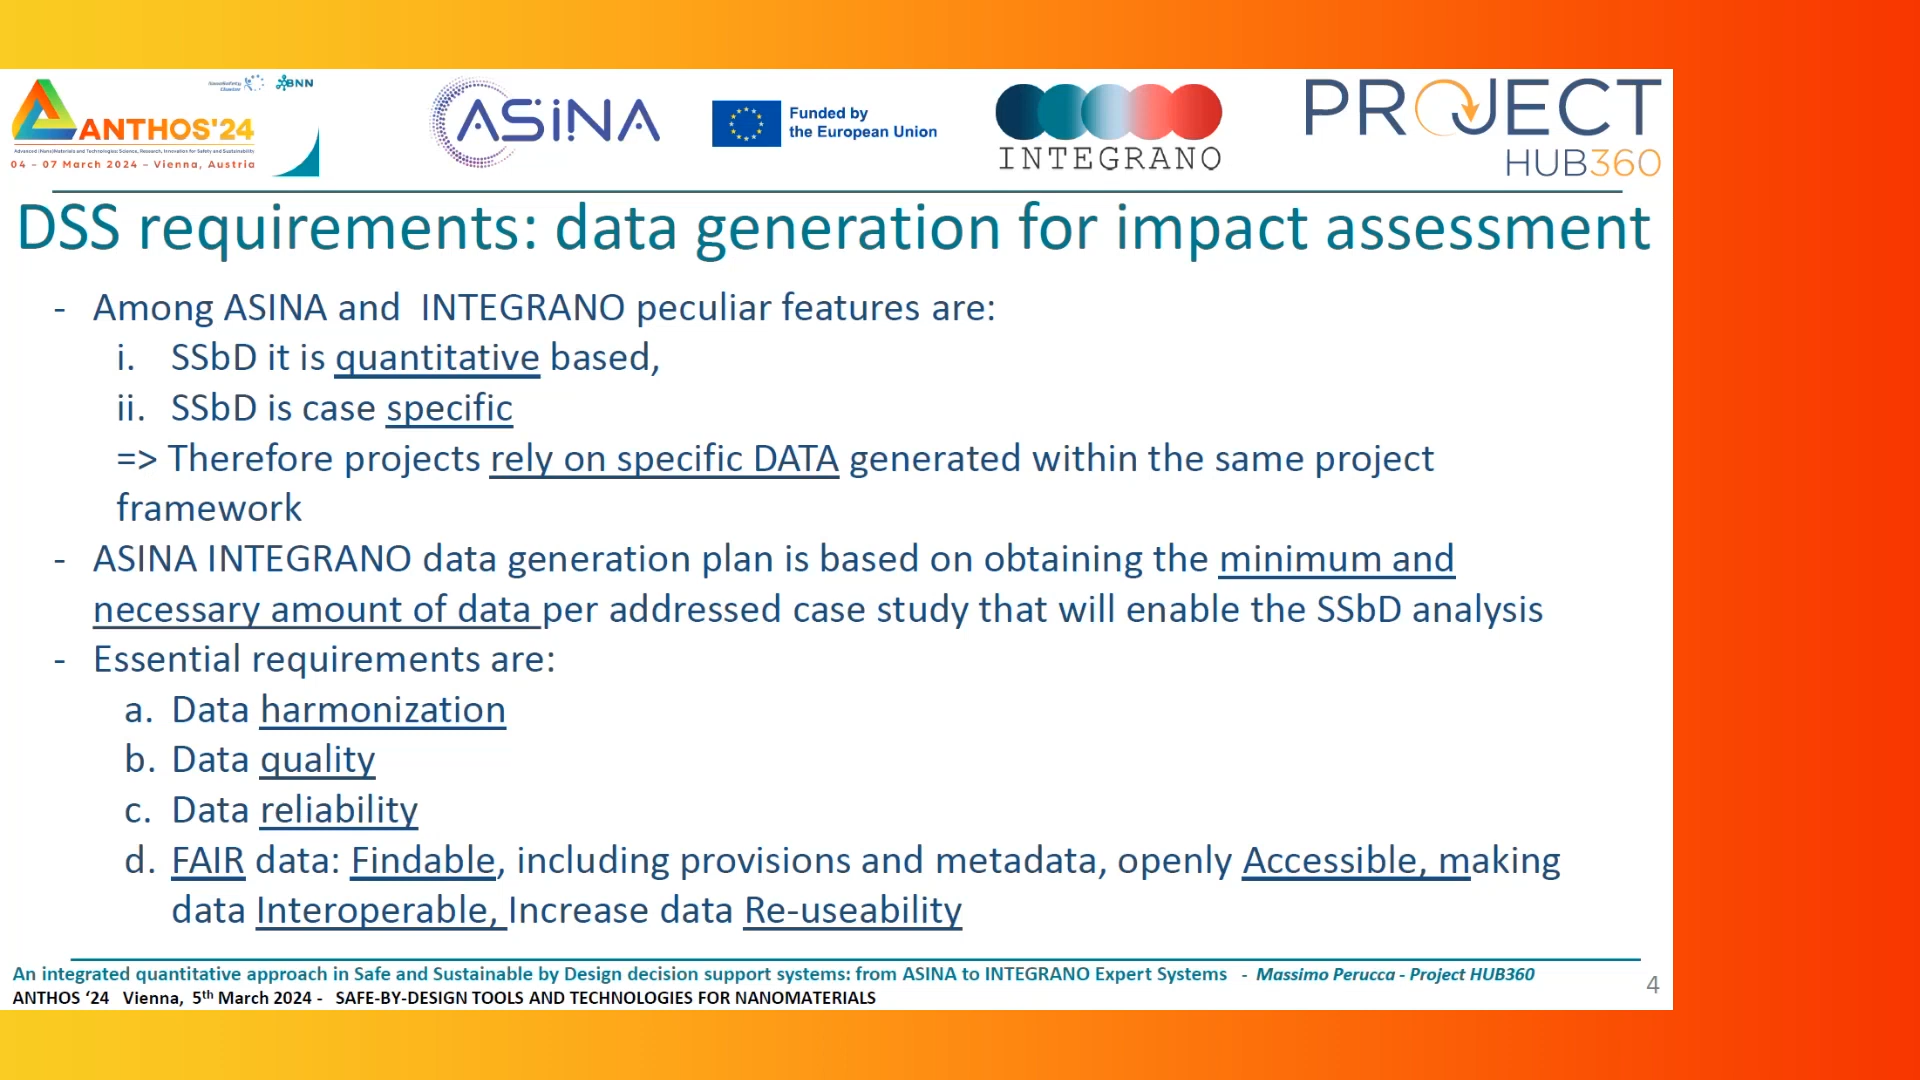 NanoSafety Cluster
BNN
ANTHOS'24
Advanced (Nano)Materials and Technologies: Science, Research, Innovation for Safety and Sustainability
04 – 07 March 2024 – Vienna, Austria
ASINA
Funded by
the European Union
INTEGRANO
PROJECT
HUB360
DSS requirements: data generation for impact assessment
- Among ASINA and INTEGRANO peculiar features are:
i. SSbD it is quantitative based,
ii. SSbD is case specific
=> Therefore projects rely on specific DATA generated within the same project
framework
- ASINA INTEGRANO data generation plan is based on obtaining the minimum and
necessary amount of data per addressed case study that will enable the SSbD analysis
- Essential requirements are:
a. Data harmonization
b. Data quality
c. Data reliability
d. FAIR data: Findable, including provisions and metadata, openly Accessible, making
data Interoperable, Increase data Re-useability
An integrated quantitative approach in Safe and Sustainable by Design decision support systems: from ASINA to INTEGRANO Expert Systems - Massimo Perucca - Project HUB360
ANTHOS ‘24 Vienna, 5th March 2024 - SAFE-BY-DESIGN TOOLS AND TECHNOLOGIES FOR NANOMATERIALS
4